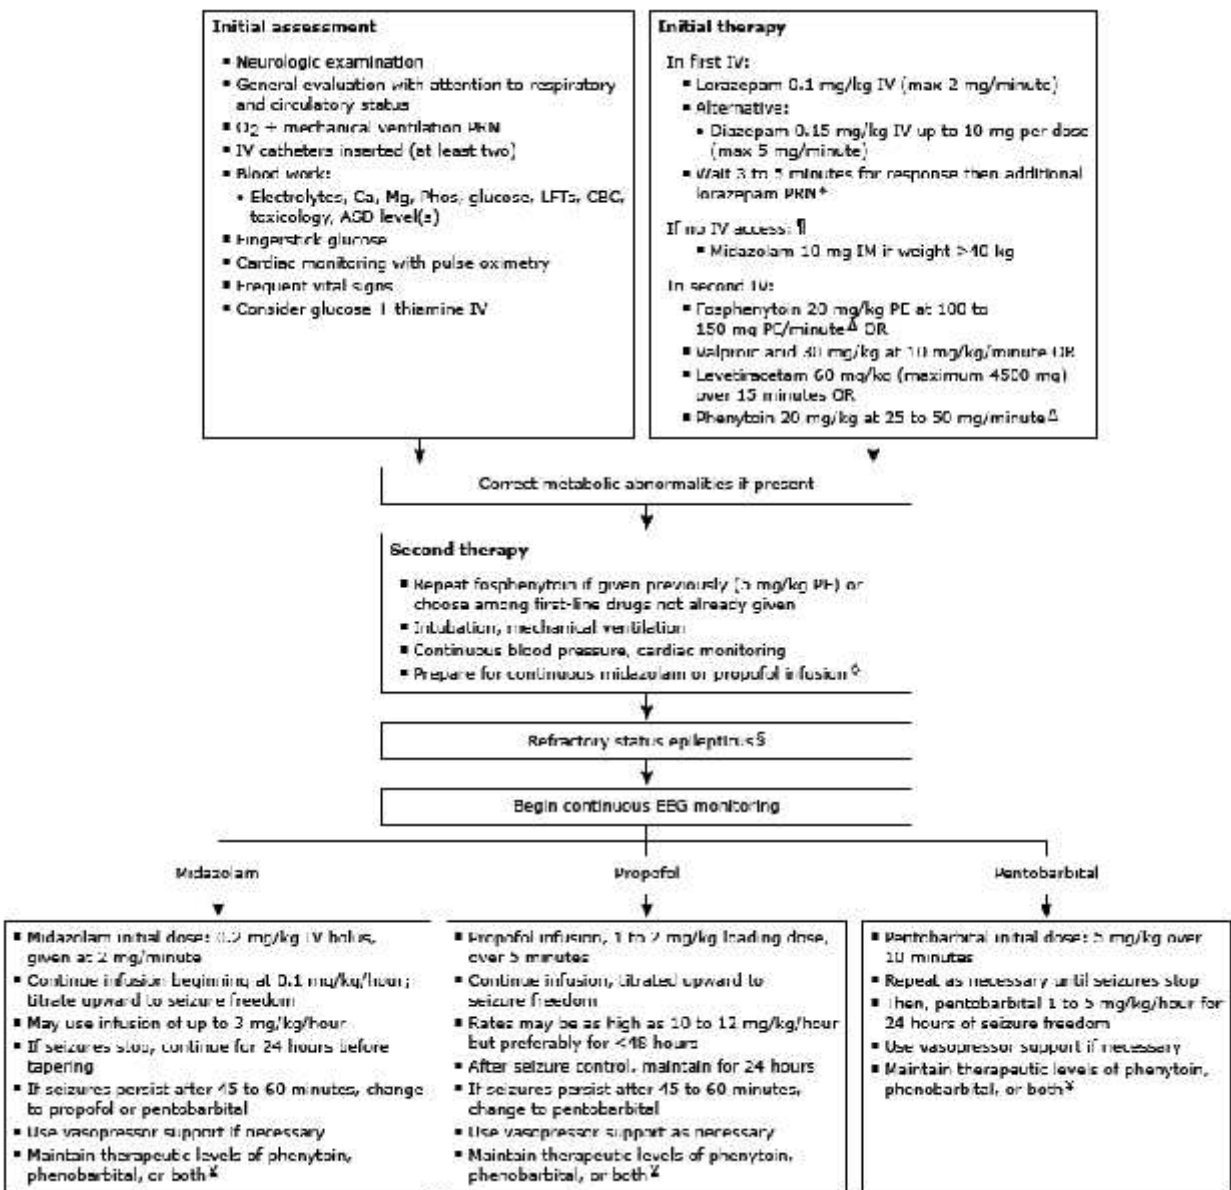 Initial assessment
▪ Neurologic examination
▪ General evaluation with attention to respiratory
and circulatory status
▪ O2 + mechanical ventilation PRN
▪ IV catheters inserted (at least two)
▪ Blood work:
• Electrolytes, Ca, Mg, Phos, glucose, LFTs, CBC,
toxicology, ASD level(s)
▪ Fingerstick glucose
▪ Cardiac monitoring with pulse oximetry
▪ Frequent vital signs
▪ Consider glucose + thiamine IV
Initial therapy
In first IV:
▪ Lorazepam 0.1 mg/kg IV (max 2 mg/minute)
▪ Alternative:
• Diazepam 0.15 mg/kg IV up to 10 mg per dose
(max 5 mg/minute)
▪ Wait 3 to 5 minutes for response then additional
lorazepam PRN*
If no IV access: ¶
▪ Midazolam 10 mg IM if weight >40 kg
In second IV:
▪ Fosphenytoin 20 mg/kg PE at 100 to
150 mg PE/minute Δ OR
▪ Valproic acid 30 mg/kg at 10 mg/kg/minute OR
▪ Levetiracetam 60 mg/kg (maximum 4500 mg)
over 15 minutes OR
▪ Phenytoin 20 mg/kg at 25 to 50 mg/minute Δ
Correct metabolic abnormalities if present
Second therapy
▪ Repeat fosphenytoin if given previously (5 mg/kg PE) or
choose among first-line drugs not already given
▪ Intubation, mechanical ventilation
▪ Continuous blood pressure, cardiac monitoring
▪ Prepare for continuous midazolam or propofol infusion ◊
Refractory status epilepticus §
Begin continuous EEG monitoring
Midazolam
▪ Midazolam initial dose: 0.2 mg/kg IV bolus,
given at 2 mg/minute
▪ Continue infusion beginning at 0.1 mg/kg/hour;
titrate upward to seizure freedom
▪ May use infusion of up to 3 mg/kg/hour
▪ If seizures stop, continue for 24 hours before
tapering
▪ If seizures persist after 45 to 60 minutes, change
to propofol or pentobarbital
▪ Use vasopressor support if necessary
▪ Maintain therapeutic levels of phenytoin,
phenobarbital, or both ¥
Propofol
▪ Propofol infusion, 1 to 2 mg/kg loading dose,
over 5 minutes
▪ Continue infusion, titrated upward to
seizure freedom
▪ Rates may be as high as 10 to 12 mg/kg/hour
but preferably for <48 hours
▪ After seizure control, maintain for 24 hours
▪ If seizures persist after 45 to 60 minutes,
change to pentobarbital
▪ Use vasopressor support as necessary
▪ Maintain therapeutic levels of phenytoin,
phenobarbital, or both ¥
Pentobarbital
▪ Pentobarbital initial dose: 5 mg/kg over
10 minutes
▪ Repeat as necessary until seizures stop
▪ Then, pentobarbital 1 to 5 mg/kg/hour for
24 hours of seizure freedom
▪ Use vasopressor support if necessary
▪ Maintain therapeutic levels of phenytoin,
phenobarbital, or both ¥